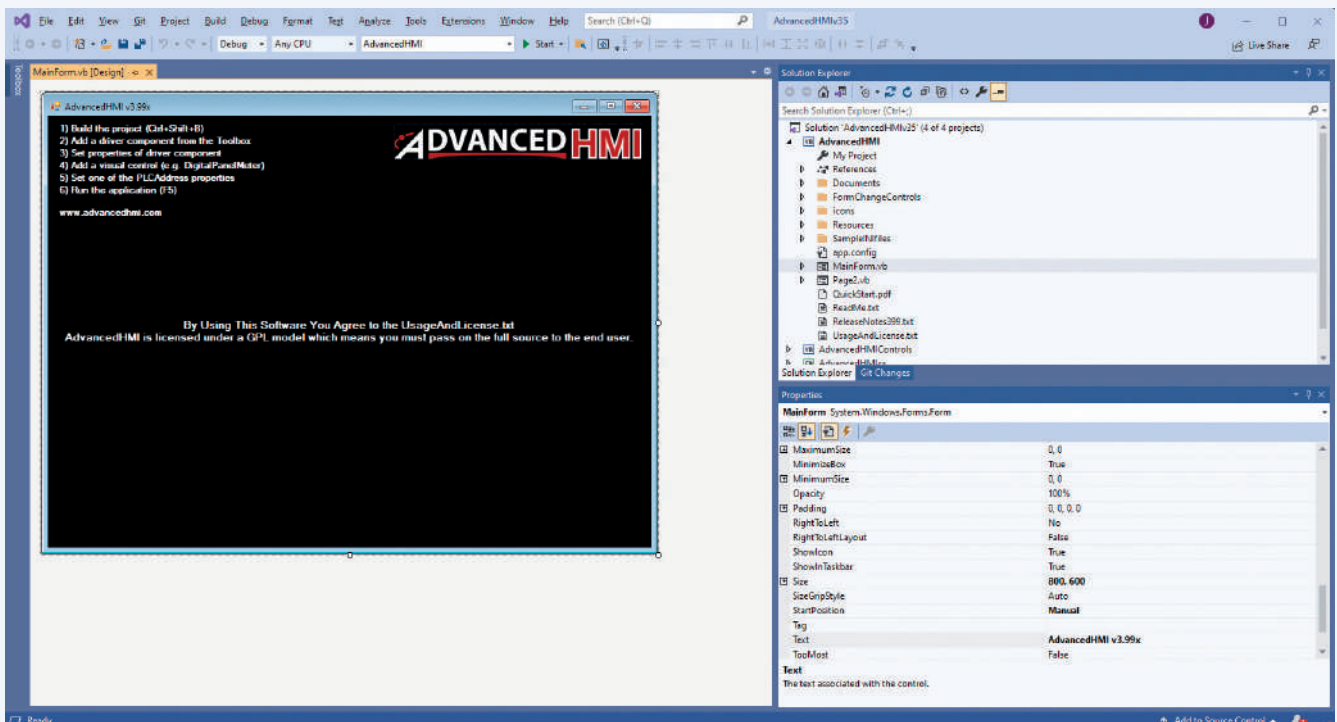 File Edit View Git Project Build Debug Format Test Analyze Tools Extensions Window Help Search (Ctrl+Q) AdvancedHMIv35
Debug Any CPU AdvancedHMI Start Live Share
Toolbox
MainForm.vb [Design]
AdvancedHMI v3.99x
1) Build the project (Ctrl+Shift+B)
2) Add a driver component from the Toolbox
3) Set properties of driver component
4) Add a visual control (e.g. DigitalPanelMeter)
5) Set one of the PLCAddress properties
6) Run the application (F5)
www.advancedhmi.com
ADVANCED HMI
By Using This Software You Agree to the UsageAndLicense.txt
AdvancedHMI is licensed under a GPL model which means you must pass on the full source to the end user.
Solution Explorer
Search Solution Explorer (Ctrl+;)
Solution 'AdvancedHMIv35' (4 of 4 projects)
AdvancedHMI
My Project
References
Documents
FormChangeControls
icons
Resources
app.config
MainForm.vb
Page2.vb
QuickStart.pdf
ReadMe.txt
ReleaseNotes399.txt
UsageAndLicense.txt
AdvancedHMIControls
Solution Explorer Git Changes
Properties
MainForm System.Windows.Forms.Form
MaximumSize 0, 0
MinimizeBox True
MinimumSize 0, 0
Opacity 100%
Padding 0, 0, 0, 0
RightToLeft No
RightToLeftLayout False
ShowIcon True
ShowInTaskbar True
Size 800, 600
SizeGripStyle Auto
StartPosition Manual
Tag
Text AdvancedHMI v3.99x
TopMost False
Text
The text associated with the control.
Ready Add to Source Control